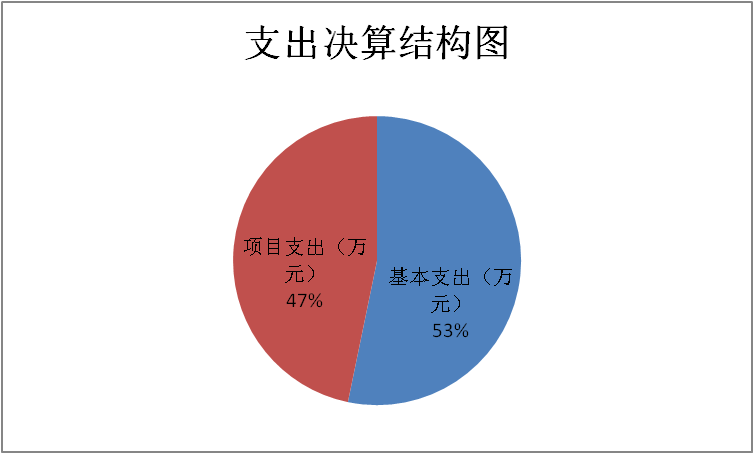 支出决算结构图
项目支出（万
元）
47%
基本支出（万
元）
53%